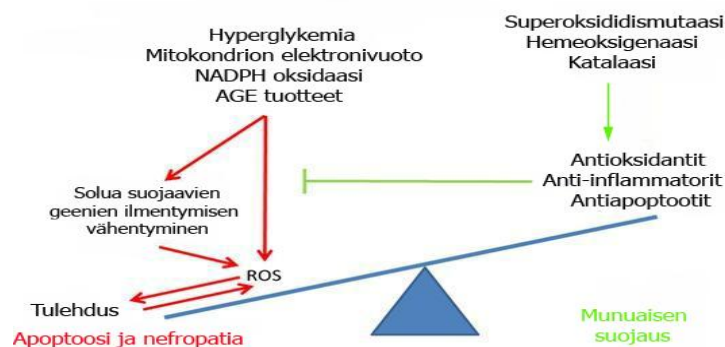 Hyperglykemia
Mitokondrion elektronivuoto
NADPH oksidaasi
AGE tuotteet
Superoksididismutaasi
Hemeoksigenaasi
Katalaasi
Solua suojaavien
geenien ilmentymisen
vähentyminen
Antioksidantit
Anti-inflammatorit
Antiapoptootit
ROS
Tulehdus
Apoptoosi ja nefropatia
Munuaisen
suojaus